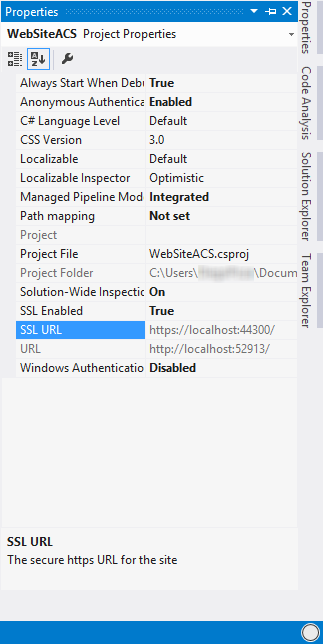 Properties
WebSiteACS Project Properties
Always Start When Debu True
Anonymous Authentica Enabled
C# Language Level Default
CSS Version 3.0
Localizable Default
Localizable Inspector Optimistic
Managed Pipeline Mod Integrated
Path mapping Not set
Project
Project File WebSiteACS.csproj
Project Folder C:\Users\ \Docum
Solution-Wide Inspectio On
SSL Enabled True
SSL URL https://localhost:44300/
URL http://localhost:52913/
Windows Authenticatio Disabled
SSL URL
The secure https URL for the site
Properties
Code Analysis
Solution Explorer
Team Explorer